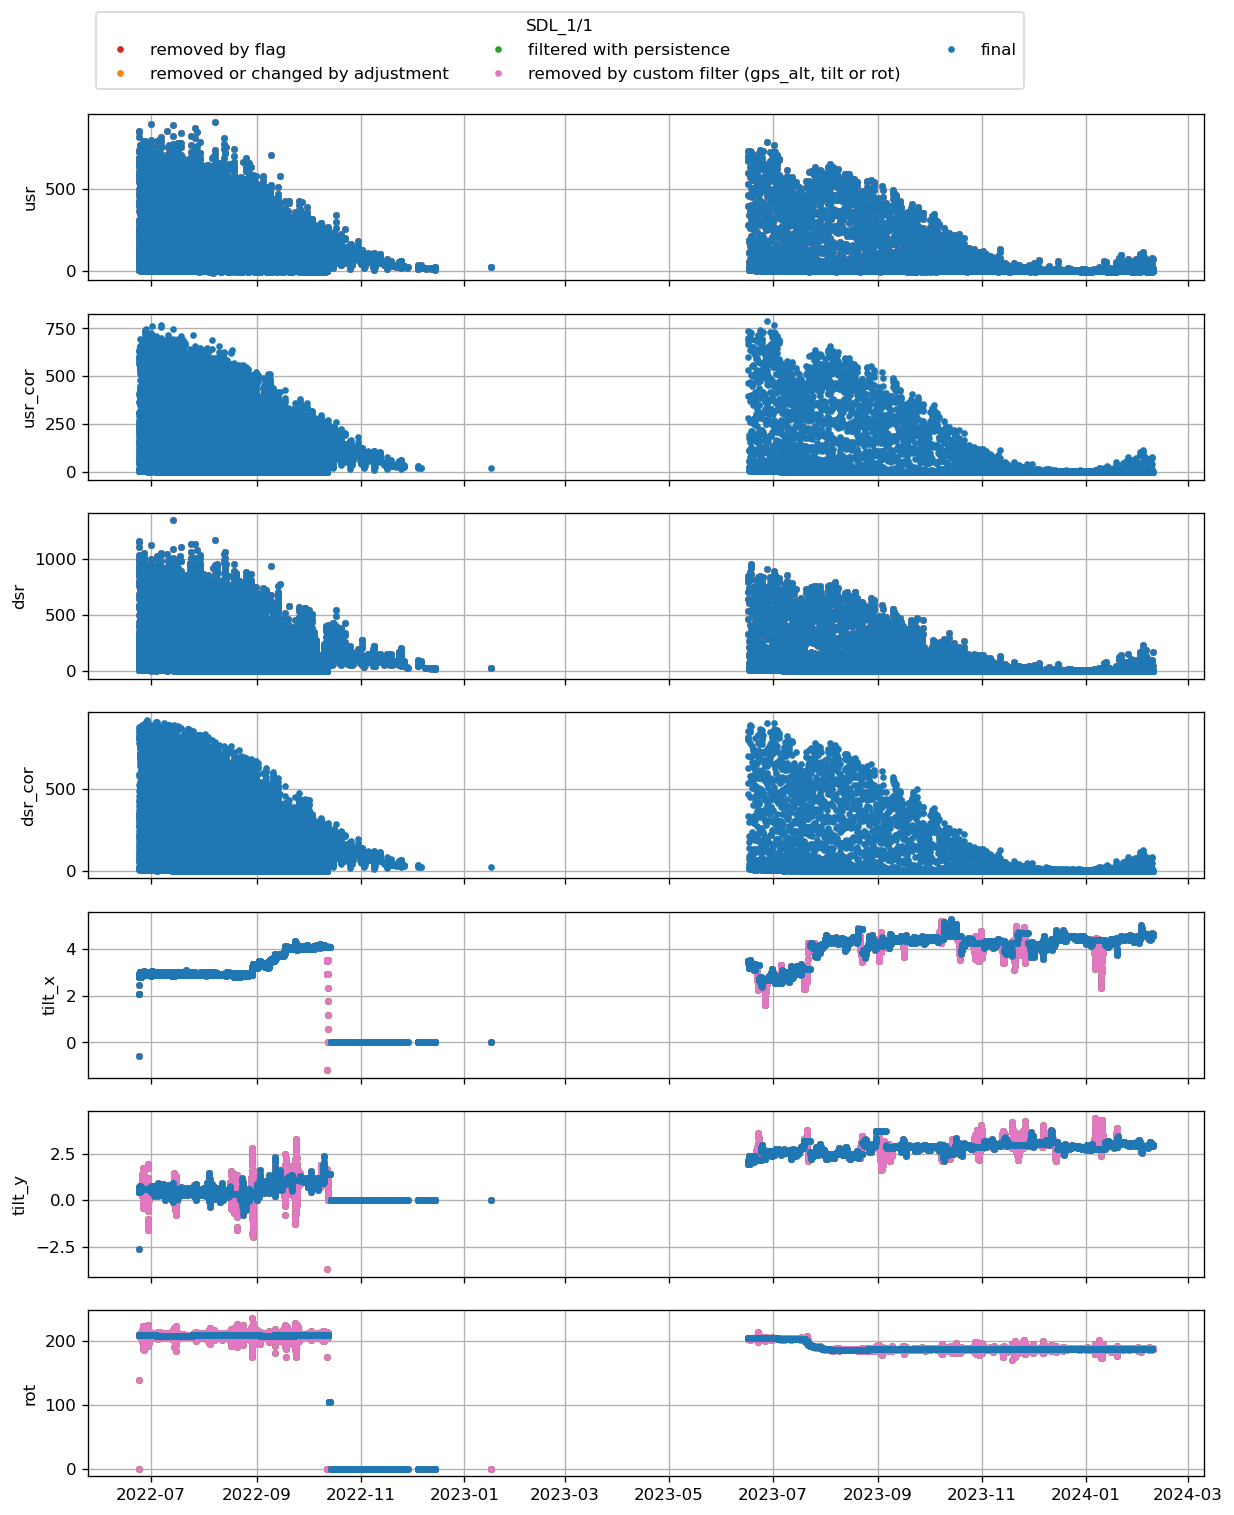 SDL_1/1
removed by flag
removed or changed by adjustment
filtered with persistence
removed by custom filter (gps_alt, tilt or rot)
final
usr
500
0
usr_cor
750
500
250
0
dsr
1000
500
0
dsr_cor
500
0
tilt_x
4
2
0
tilt_y
2.5
0.0
−2.5
rot
200
100
0
2022-07 2022-09 2022-11 2023-01 2023-03 2023-05 2023-07 2023-09 2023-11 2024-01 2024-03